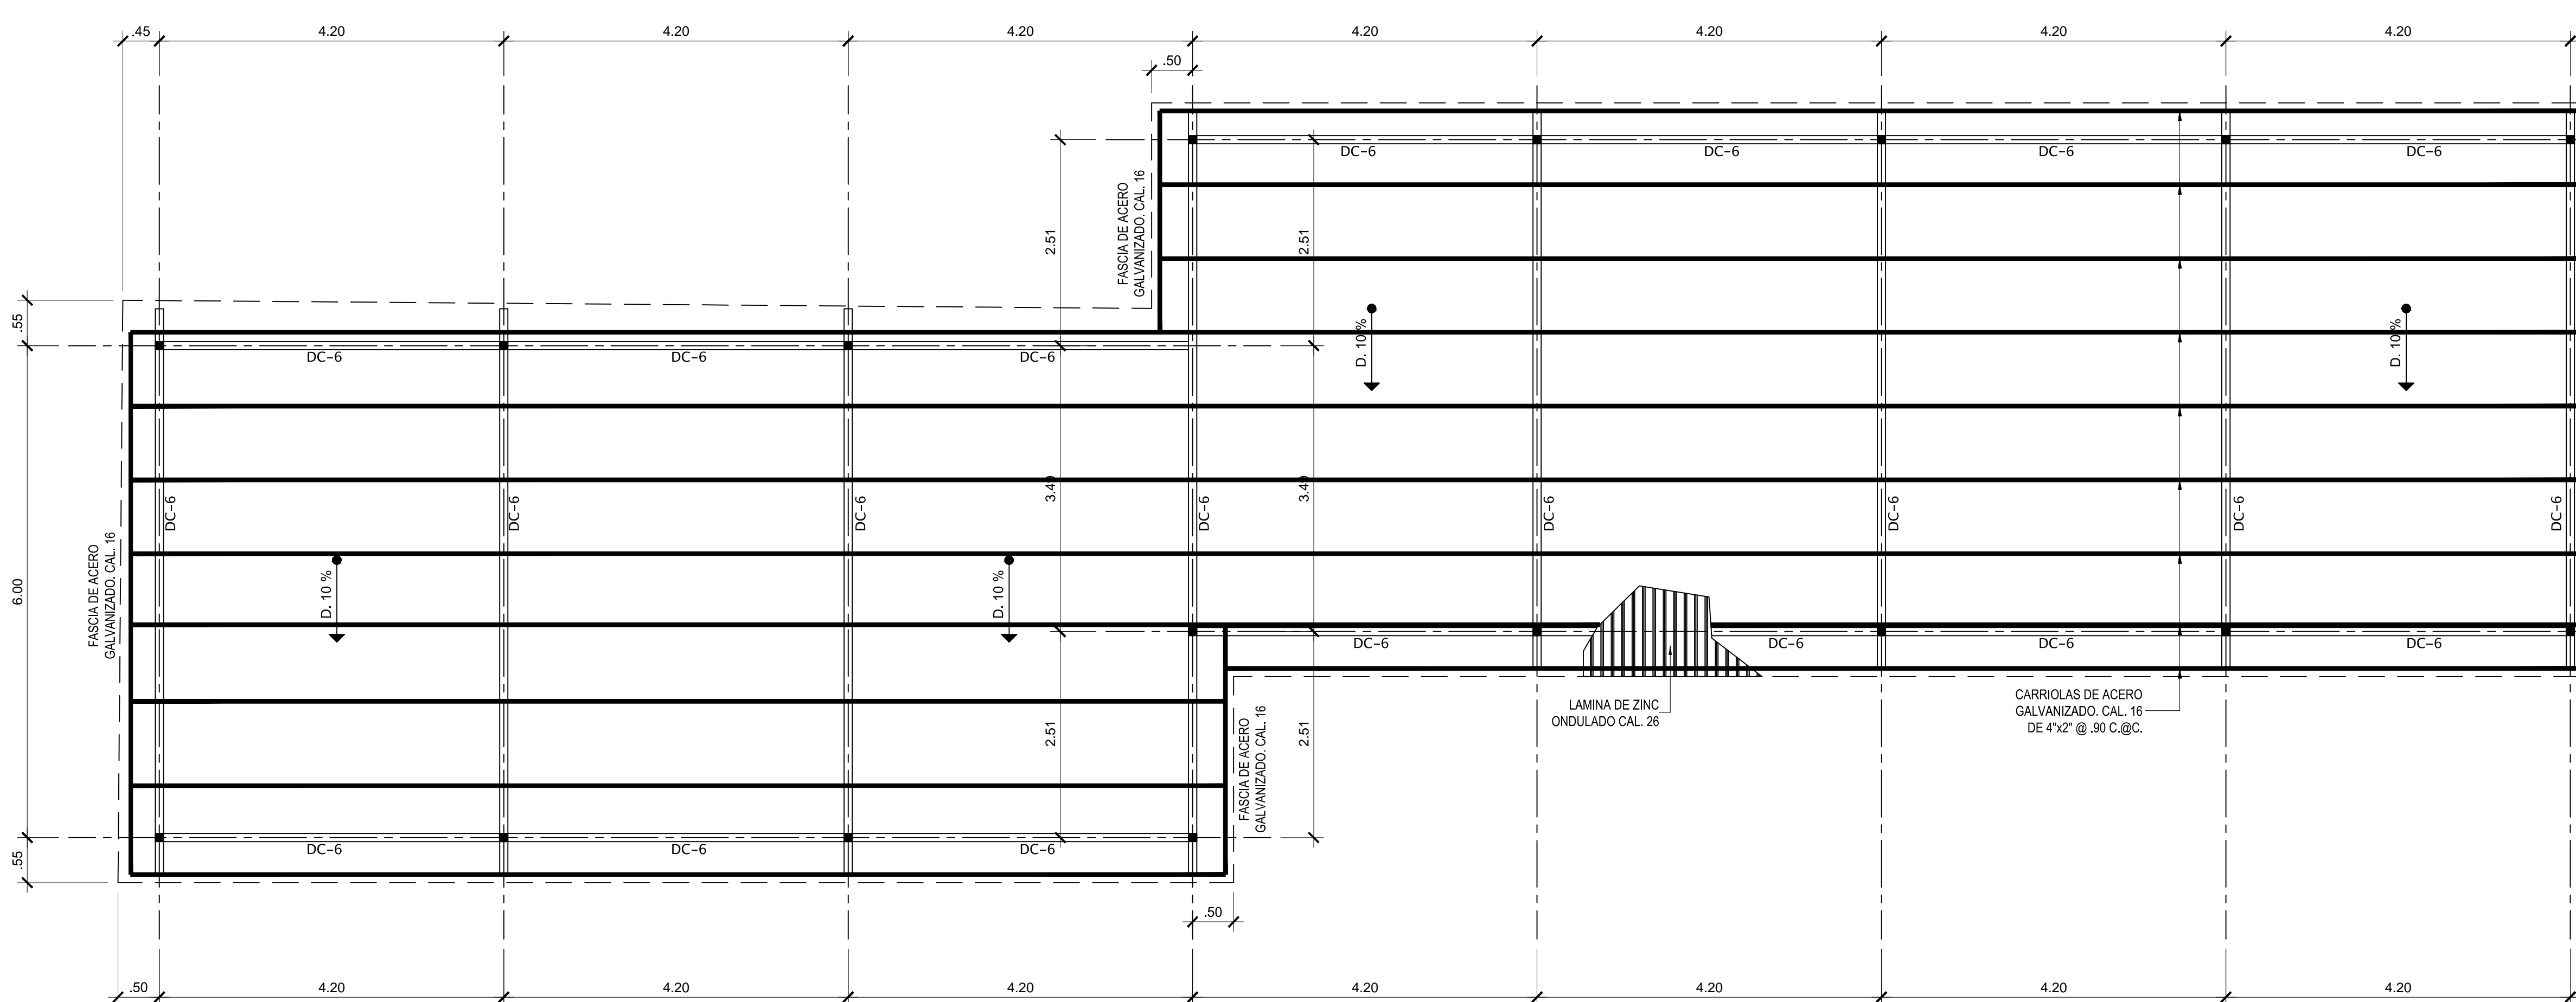 .45
4.20
4.20
4.20
4.20
4.20
4.20
4.20
.50
DC-6
DC-6
DC-6
DC-6
FASCIA DE ACERO
GALVANIZADO. CAL. 16
2.51
2.51
.55
D. 10%
D. 10%
DC-6
DC-6
DC-6
3.49
3.49
DC-6
DC-6
DC-6
DC-6
DC-6
DC-6
DC-6
DC-6
6.00
FASCIA DE ACERO
GALVANIZADO. CAL. 16
D. 10 %
D. 10 %
DC-6
DC-6
DC-6
DC-6
CARRIOLAS DE ACERO
GALVANIZADO. CAL. 16
DE 4"x2" @ .90 C.@C.
LAMINA DE ZINC
ONDULADO CAL. 26
2.51
2.51
FASCIA DE ACERO
GALVANIZADO. CAL. 16
DC-6
DC-6
DC-6
.55
.50
.50
4.20
4.20
4.20
4.20
4.20
4.20
4.20